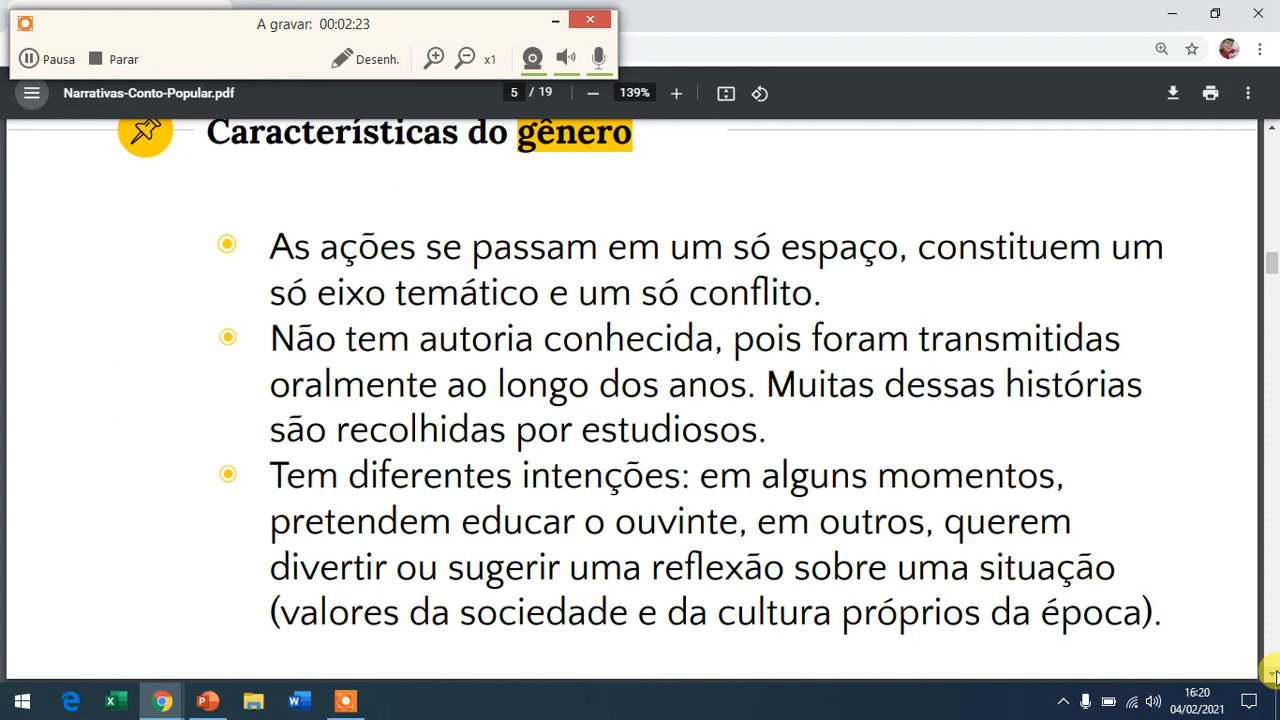 A gravar: 00:02:23
Pausa Parar Desenh. x1
Narrativas-Conto-Popular.pdf 5 / 19 139%
Características do gênero
As ações se passam em um só espaço, constituem um
só eixo temático e um só conflito.
Não tem autoria conhecida, pois foram transmitidas
oralmente ao longo dos anos. Muitas dessas histórias
são recolhidas por estudiosos.
Tem diferentes intenções: em alguns momentos,
pretendem educar o ouvinte, em outros, querem
divertir ou sugerir uma reflexão sobre uma situação
(valores da sociedade e da cultura próprios da época).
16:20
04/02/2021